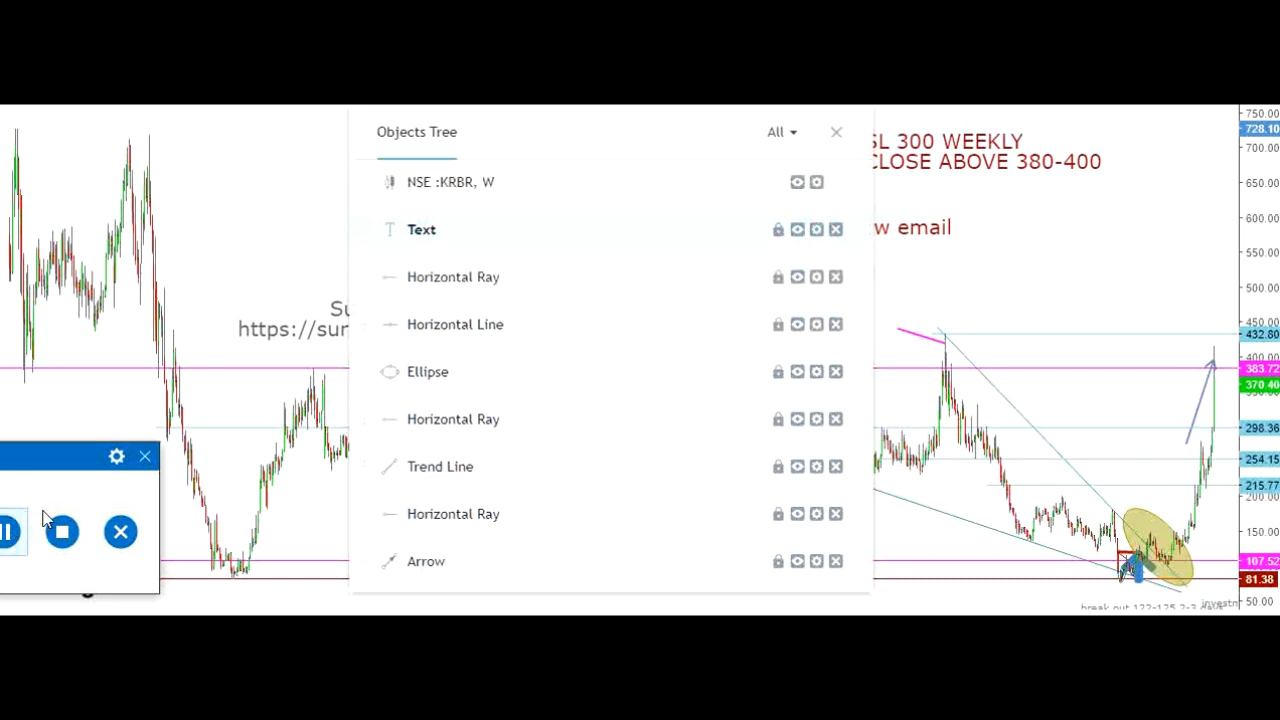 Objects Tree
All
NSE :KRBR, W
Text
Horizontal Ray
Horizontal Line
Ellipse
Horizontal Ray
Trend Line
Horizontal Ray
Arrow
https://sur
SL 300 WEEKLY
CLOSE ABOVE 380-400
w email
750.00
728.10
700.00
650.00
600.00
550.00
500.00
450.00
432.80
400.00
383.72
370.40
298.36
254.15
215.77
200.00
150.00
107.52
81.38
50.00